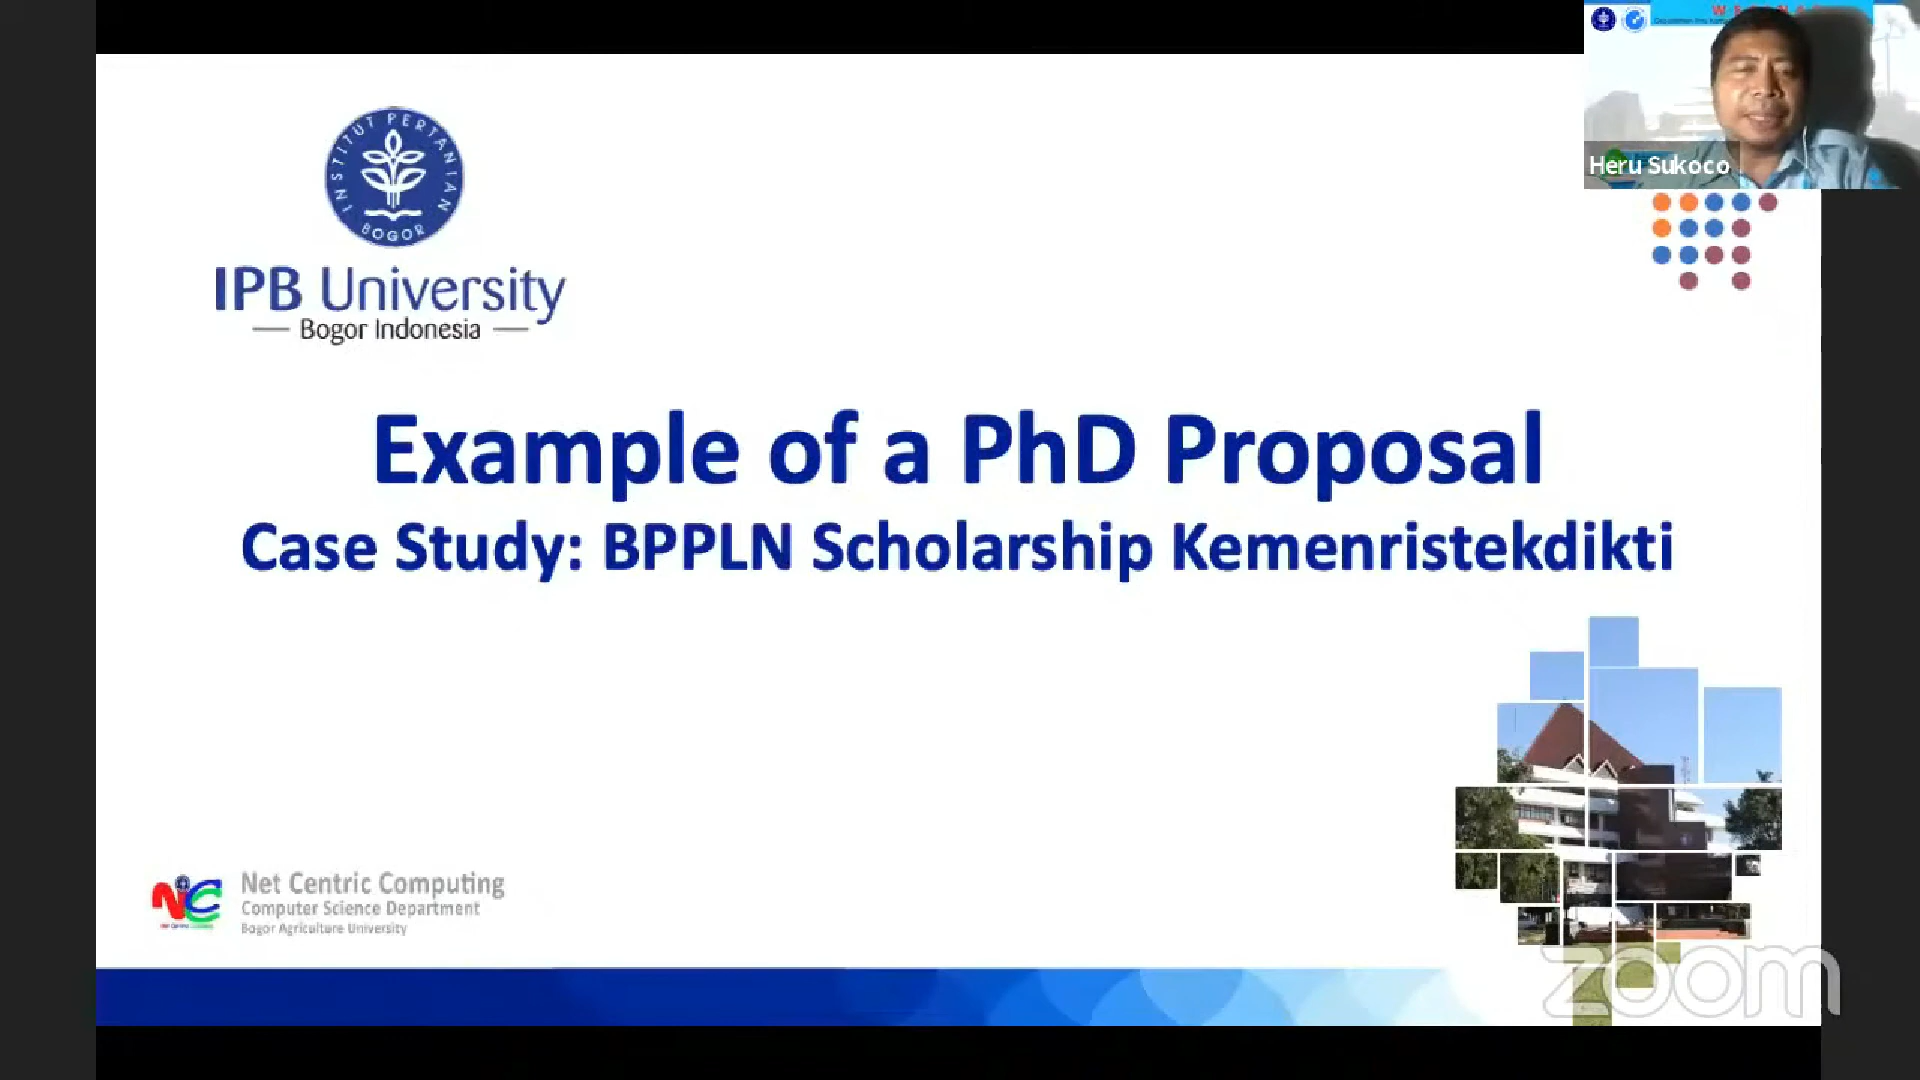 INSTITUT PERTANIAN
BOGOR
IPB University
Bogor Indonesia
Heru Sukoco
Example of a PhD Proposal
Case Study: BPPLN Scholarship Kemenristekdikti
NCC
Net Centric Computing
Computer Science Department
Bogor Agriculture University
zoom